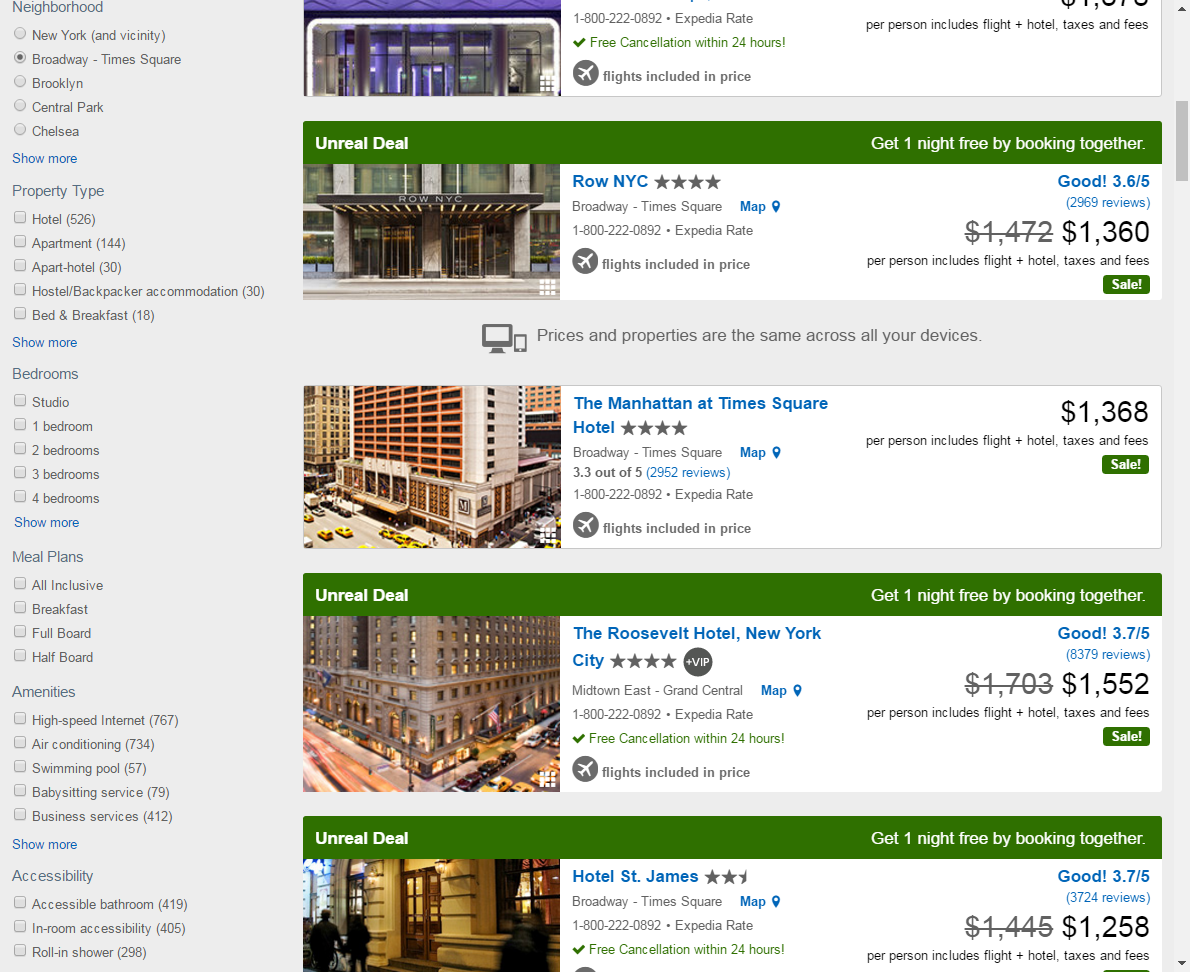 Neighborhood
New York (and vicinity)
Broadway - Times Square
Brooklyn
Central Park
Chelsea
Show more
Property Type
Hotel (526)
Apartment (144)
Apart-hotel (30)
Hostel/Backpacker accommodation (30)
Bed & Breakfast (18)
Show more
Bedrooms
Studio
1 bedroom
2 bedrooms
3 bedrooms
4 bedrooms
Show more
Meal Plans
All Inclusive
Breakfast
Full Board
Half Board
Amenities
High-speed Internet (767)
Air conditioning (734)
Swimming pool (57)
Babysitting service (79)
Business services (412)
Show more
Accessibility
Accessible bathroom (419)
In-room accessibility (405)
Roll-in shower (298)
1-800-222-0892 • Expedia Rate
Free Cancellation within 24 hours!
flights included in price
per person includes flight + hotel, taxes and fees
Unreal Deal
Get 1 night free by booking together.
ROW NYC
Row NYC
Broadway - Times Square Map
1-800-222-0892 • Expedia Rate
flights included in price
Good! 3.6/5
(2969 reviews)
$1,472 $1,360
per person includes flight + hotel, taxes and fees
Sale!
Prices and properties are the same across all your devices.
The Manhattan at Times Square
Hotel
Broadway - Times Square Map
3.3 out of 5 (2952 reviews)
1-800-222-0892 • Expedia Rate
flights included in price
$1,368
per person includes flight + hotel, taxes and fees
Sale!
Unreal Deal
Get 1 night free by booking together.
The Roosevelt Hotel, New York
City +VIP
Midtown East - Grand Central Map
1-800-222-0892 • Expedia Rate
Free Cancellation within 24 hours!
flights included in price
Good! 3.7/5
(8379 reviews)
$1,703 $1,552
per person includes flight + hotel, taxes and fees
Sale!
Unreal Deal
Get 1 night free by booking together.
Hotel St. James
Broadway - Times Square Map
1-800-222-0892 • Expedia Rate
Free Cancellation within 24 hours!
Good! 3.7/5
(3724 reviews)
$1,445 $1,258
per person includes flight + hotel, taxes and fees